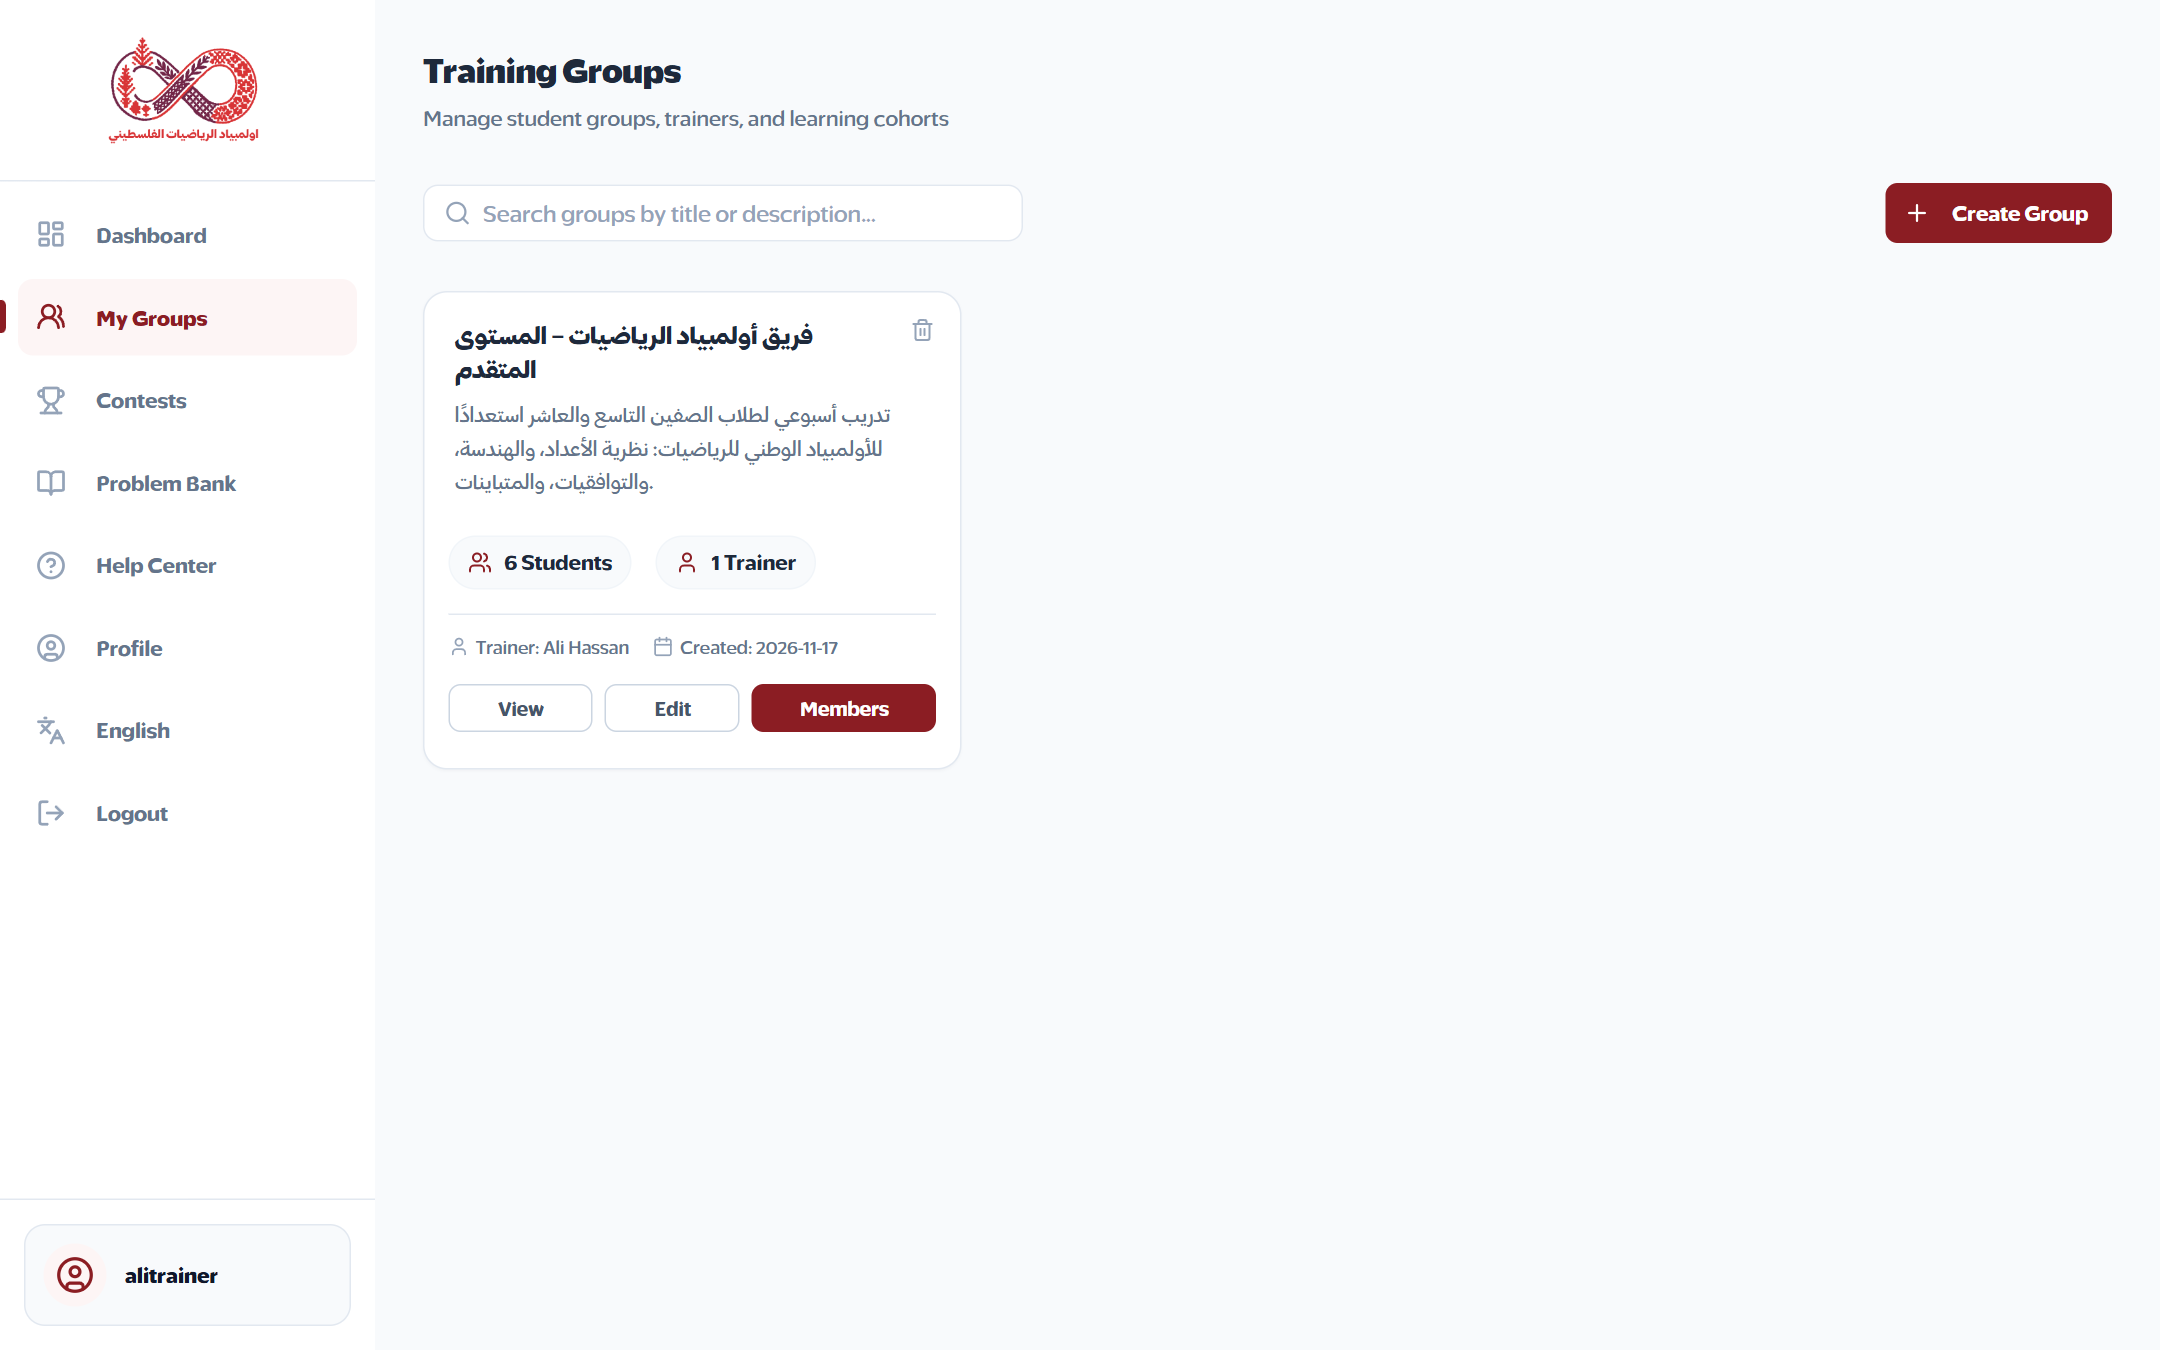 اولمبياد الرياضيات الفلسطيني
Dashboard
My Groups
Contests
Problem Bank
Help Center
Profile
English
Logout
alitrainer
Training Groups
Manage student groups, trainers, and learning cohorts
Search groups by title or description...
Create Group
فريق أولمبياد الرياضيات – المستوى
المتقدم
تدريب أسبوعي لطلاب الصفين التاسع والعاشر استعدادًا
للأولمبياد الوطني للرياضيات: نظرية الأعداد، والهندسة،
والتوافقيات، والمتباينات.
6 Students
1 Trainer
Trainer: Ali Hassan
Created: 2026-11-17
View
Edit
Members